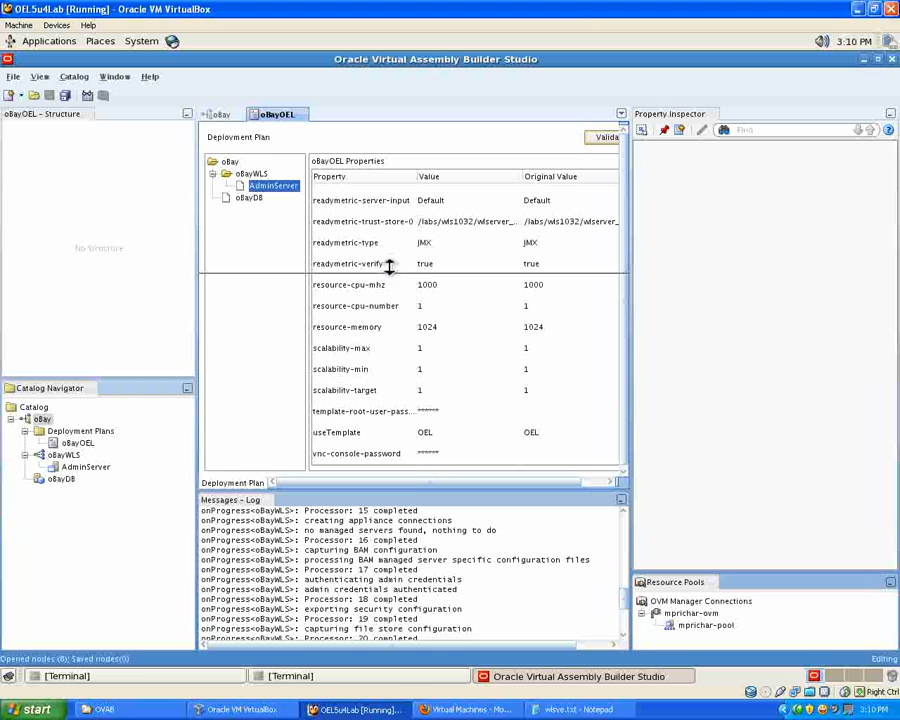 OEL5u4Lab [Running] - Oracle VM VirtualBox
Machine Devices Help
Applications Places System 3:10 PM
Oracle Virtual Assembly Builder Studio
File View Catalog Window Help
oBayOEL - Structure
No Structure
Catalog Navigator
Catalog
oBay
Deployment Plans
oBayOEL
oBayWLS
AdminServer
oBayDB
oBay oBayOEL
Deployment Plan Valida
oBay
oBayWLS
AdminServer
oBayDB
oBayOEL Properties
Property Value Original Value
readymetric-server-input Default Default
readymetric-trust-store-0 /labs/wls1032/wlserver_... /labs/wls1032/wlserver_
readymetric-type JMX JMX
readymetric-verify true true
resource-cpu-mhz 1000 1000
resource-cpu-number 1 1
resource-memory 1024 1024
scalability-max 1 1
scalability-min 1 1
scalability-target 1 1
template-root-user-pass... ******
useTemplate OEL OEL
vnc-console-password ******
Deployment Plan
Messages - Log
onProgress<oBayWLS>: Processor: 15 completed
onProgress<oBayWLS>: creating appliance connections
onProgress<oBayWLS>: no managed servers found, nothing to do
onProgress<oBayWLS>: Processor: 16 completed
onProgress<oBayWLS>: capturing BAM configuration
onProgress<oBayWLS>: processing BAM managed server specific configuration files
onProgress<oBayWLS>: Processor: 17 completed
onProgress<oBayWLS>: authenticating admin credentials
onProgress<oBayWLS>: admin credentials authenticated
onProgress<oBayWLS>: Processor: 18 completed
onProgress<oBayWLS>: exporting security configuration
onProgress<oBayWLS>: Processor: 19 completed
onProgress<oBayWLS>: capturing file store configuration
onProgress<oBayWLS>: Processor: 20 completed
Property Inspector
Find
Resource Pools
OVM Manager Connections
mprichar-ovm
mprichar-pool
Opened nodes (8); Saved nodes(0) Editing
[Terminal] [Terminal] Oracle Virtual Assembly Builder Studio
Right Ctrl
start OVAB Oracle VM VirtualBox OEL5u4Lab [Running]... Virtual Machines - Mo... wlsve.txt - Notepad 3:10 PM